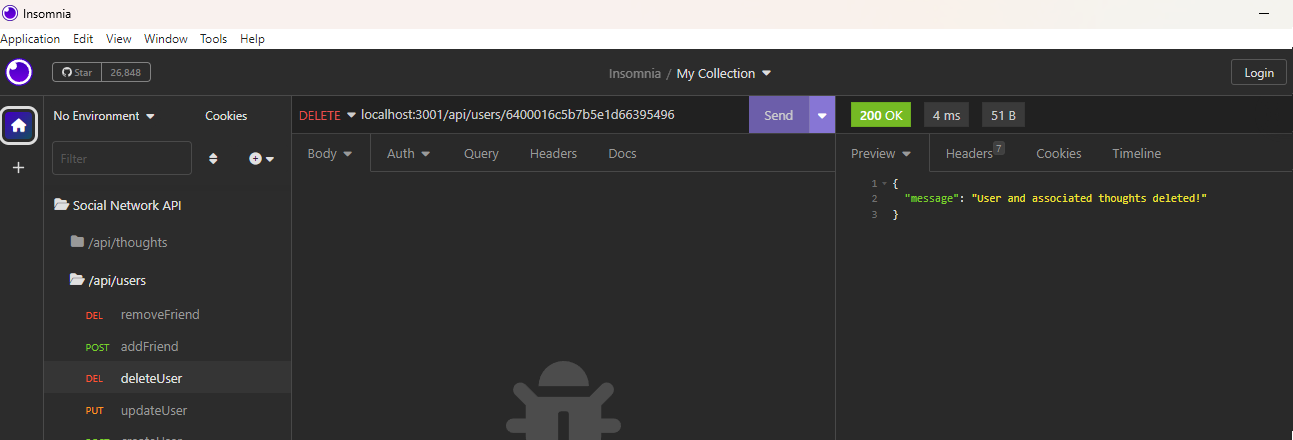 Insomnia
Application Edit View Window Tools Help
Star 26,848
Insomnia / My Collection
Login
No Environment Cookies
DELETE localhost:3001/api/users/6400016c5b7b5e1d66395496 Send
200 OK 4 ms 51 B
Filter
Body Auth Query Headers Docs
Preview Headers 7 Cookies Timeline
1 {
2 "message": "User and associated thoughts deleted!"
3 }
Social Network API
/api/thoughts
/api/users
DEL removeFriend
POST addFriend
DEL deleteUser
PUT updateUser